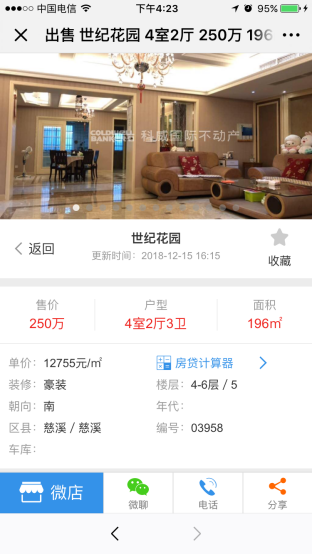 中国电信 下午4:23 95%
出售 世纪花园 4室2厅 250万 196
COLDWELL BANKER 科威国际不动产
返回 世纪花园 收藏
更新时间：2018-12-15 16:15
售价 户型 面积
250万 4室2厅3卫 196㎡
单价：12755元/㎡ 房贷计算器
装修：豪装 楼层：4-6层 / 5
朝向：南 年代：
区县：慈溪 / 慈溪 编号：03958
车库：
微店 微聊 电话 分享